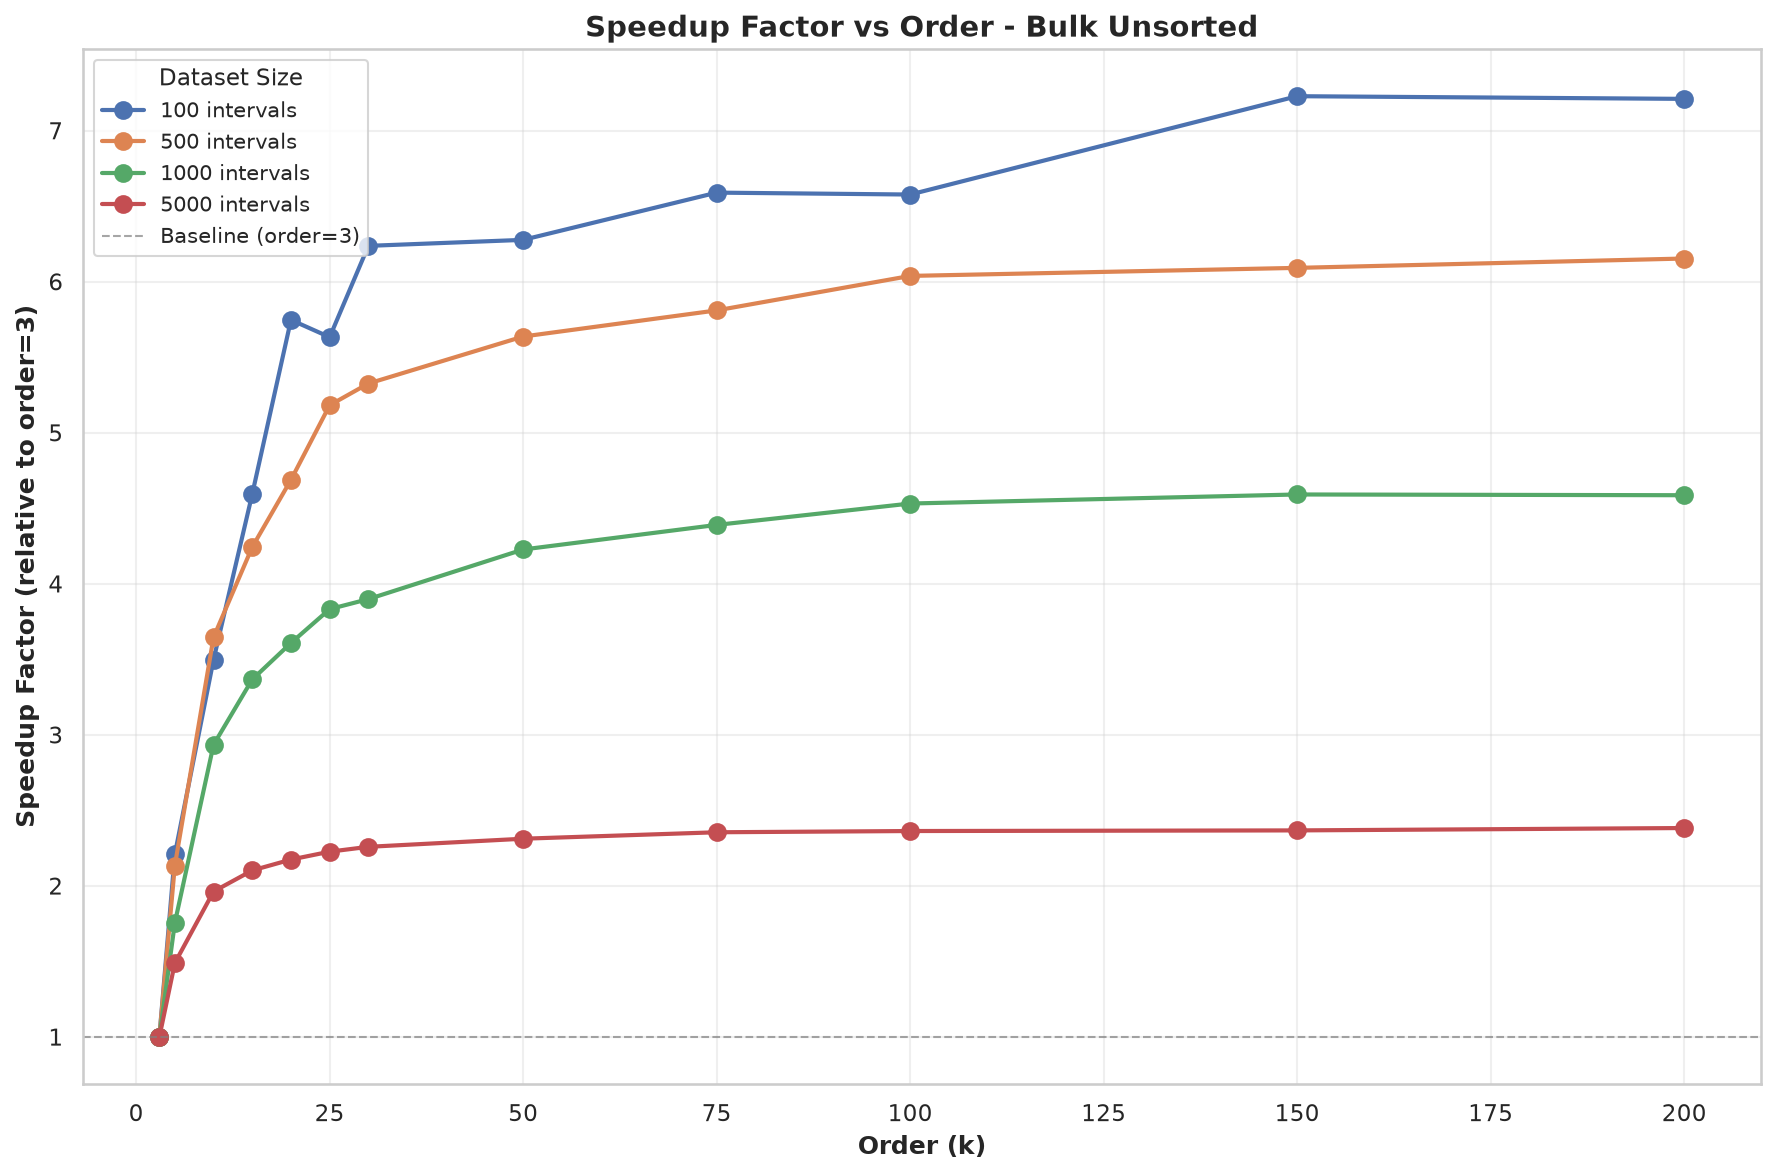 Speedup Factor vs Order - Bulk Unsorted
Dataset Size
100 intervals
500 intervals
1000 intervals
5000 intervals
Baseline (order=3)
Speedup Factor (relative to order=3)
7
6
5
4
3
2
1
0 25 50 75 100 125 150 175 200
Order (k)